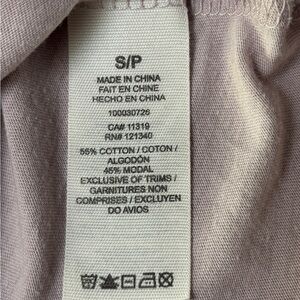 S/P
MADE IN CHINA
FAIT EN CHINE
HECHO EN CHINA
100030726
CA# 11319
RN# 121340
55% COTTON / COTON /
ALGODÓN
45% MODAL
EXCLUSIVE OF TRIMS /
GARNITURES NON
COMPRISES / EXCLUYEN
DO AVIOS